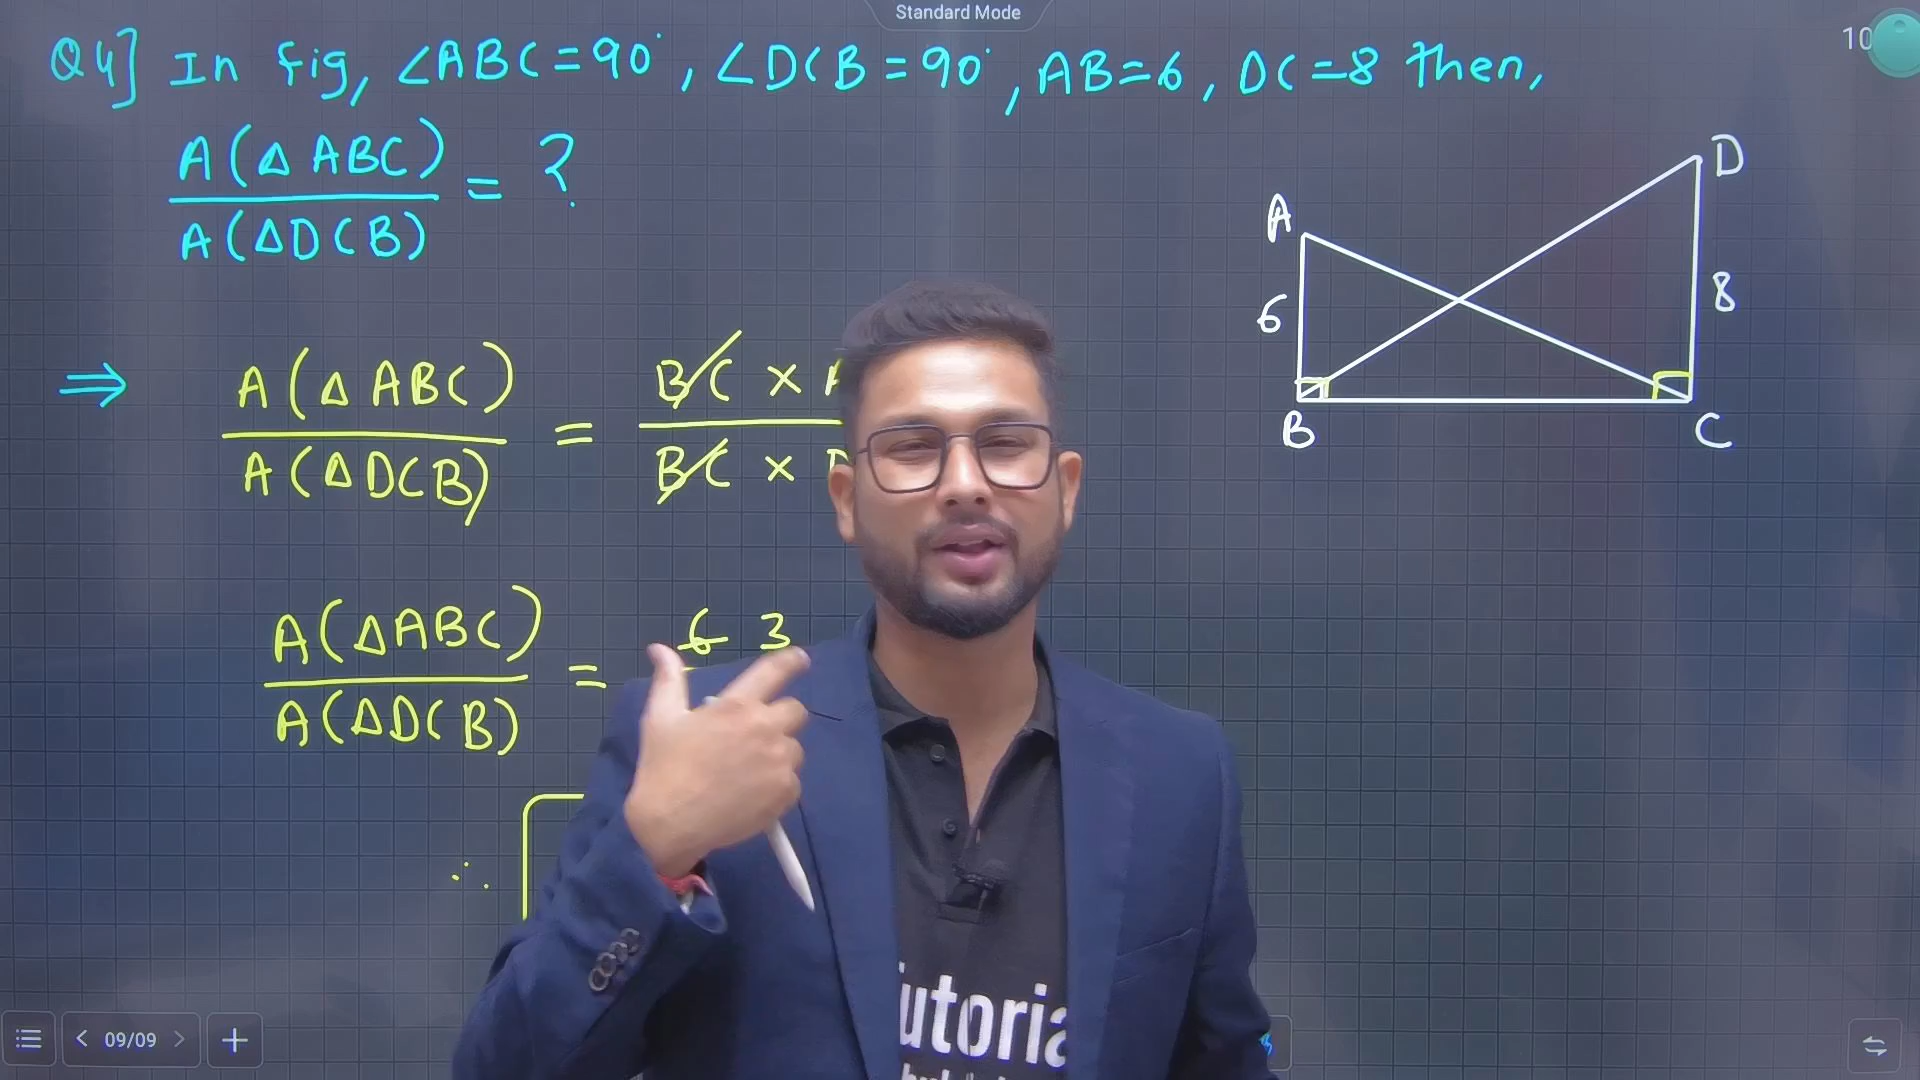 Standard Mode
10
Q4] In fig, ∠ABC = 90°, ∠DCB = 90°, AB = 6, DC = 8 then,
A(△ABC) / A(△DCB) = ?
D
A
6
8
B
C
⇒ A(△ABC) / A(△DCB) = BC × / BC ×
A(△ABC) / A(△DCB) = 6 3
∴
09/09